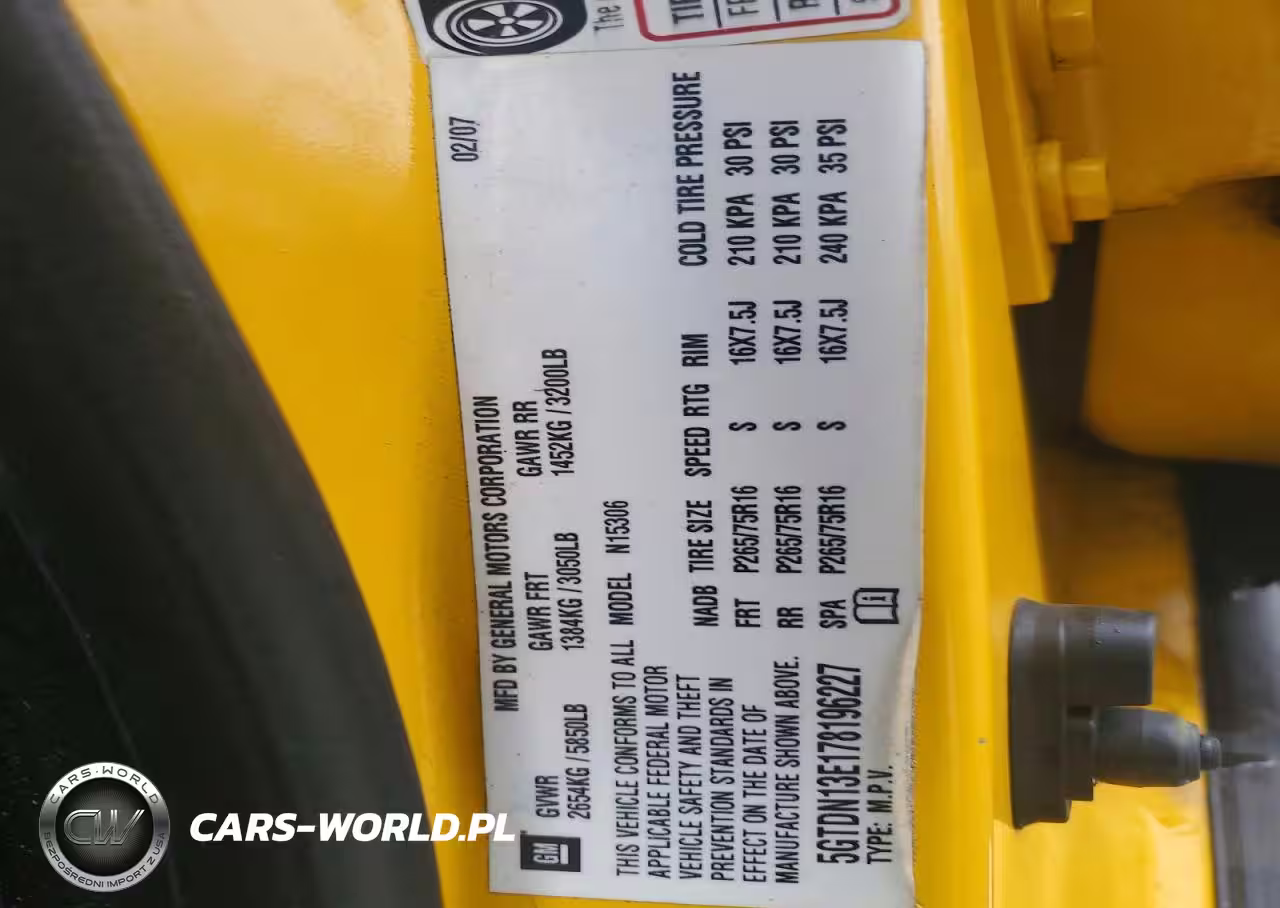 The
TIR
02/07
MFD BY GENERAL MOTORS CORPORATION
GVWR GAWR FRT GAWR RR
2654KG / 5850LB 1384KG / 3050LB 1452KG / 3200LB
GM
THIS VEHICLE CONFORMS TO ALL MODEL N15306
APPLICABLE FEDERAL MOTOR
VEHICLE SAFETY AND THEFT
PREVENTION STANDARDS IN
EFFECT ON THE DATE OF
MANUFACTURE SHOWN ABOVE.
5GTDN13E178196227
TYPE: M.P.V.
NADB TIRE SIZE SPEED RTG RIM COLD TIRE PRESSURE
FRT P265/75R16 S 16X7.5J 210 KPA 30 PSI
RR P265/75R16 S 16X7.5J 210 KPA 30 PSI
SPA P265/75R16 S 16X7.5J 240 KPA 35 PSI
CARS-WORLD
CW
BEZPOŚREDNI IMPORT Z USA
CARS-WORLD.PL